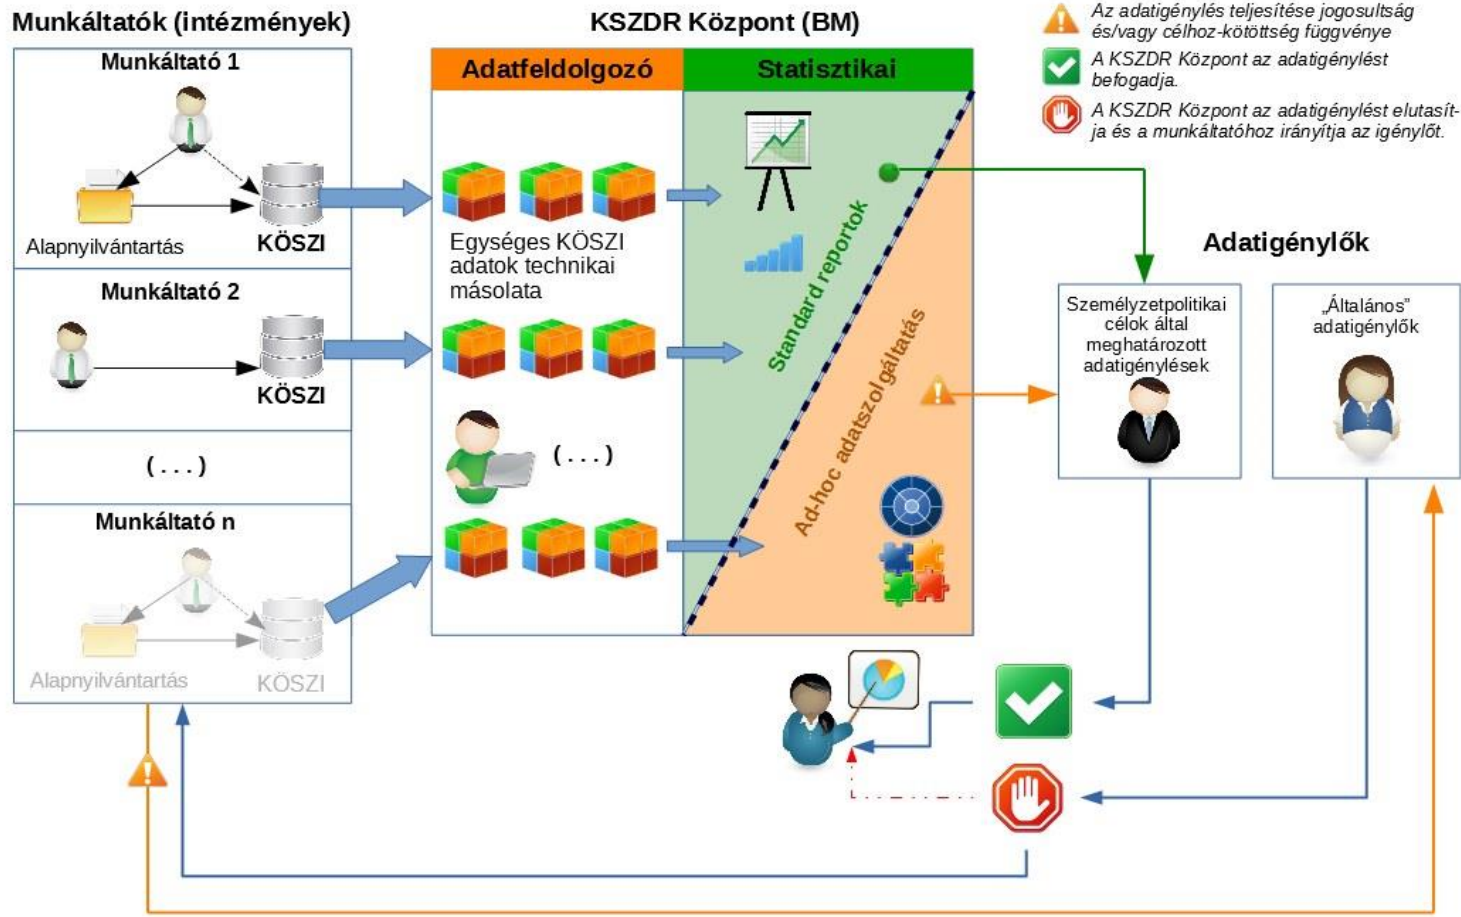 Munkáltatók (intézmények)
Munkáltató 1
Alapnyilvántartás
KÖSZI
Munkáltató 2
KÖSZI
( . . . )
Munkáltató n
Alapnyilvántartás
KÖSZI
KSZDR Központ (BM)
Adatfeldolgozó
Statisztikai
Egységes KÖSZI
adatok technikai
másolata
( . . . )
Standard reportok
Ad-hoc adatszolgáltatás
Az adatigénylés teljesítése jogosultság
és/vagy célhoz-kötöttség függvénye
A KSZDR Központ az adatigénylést
befogadja.
A KSZDR Központ az adatigénylést elutasít-
ja és a munkáltatóhoz irányítja az igénylőt.
Adatigénylők
Személyzetpolitikai
célok által
meghatározott
adatigénylések
„Általános”
adatigénylők